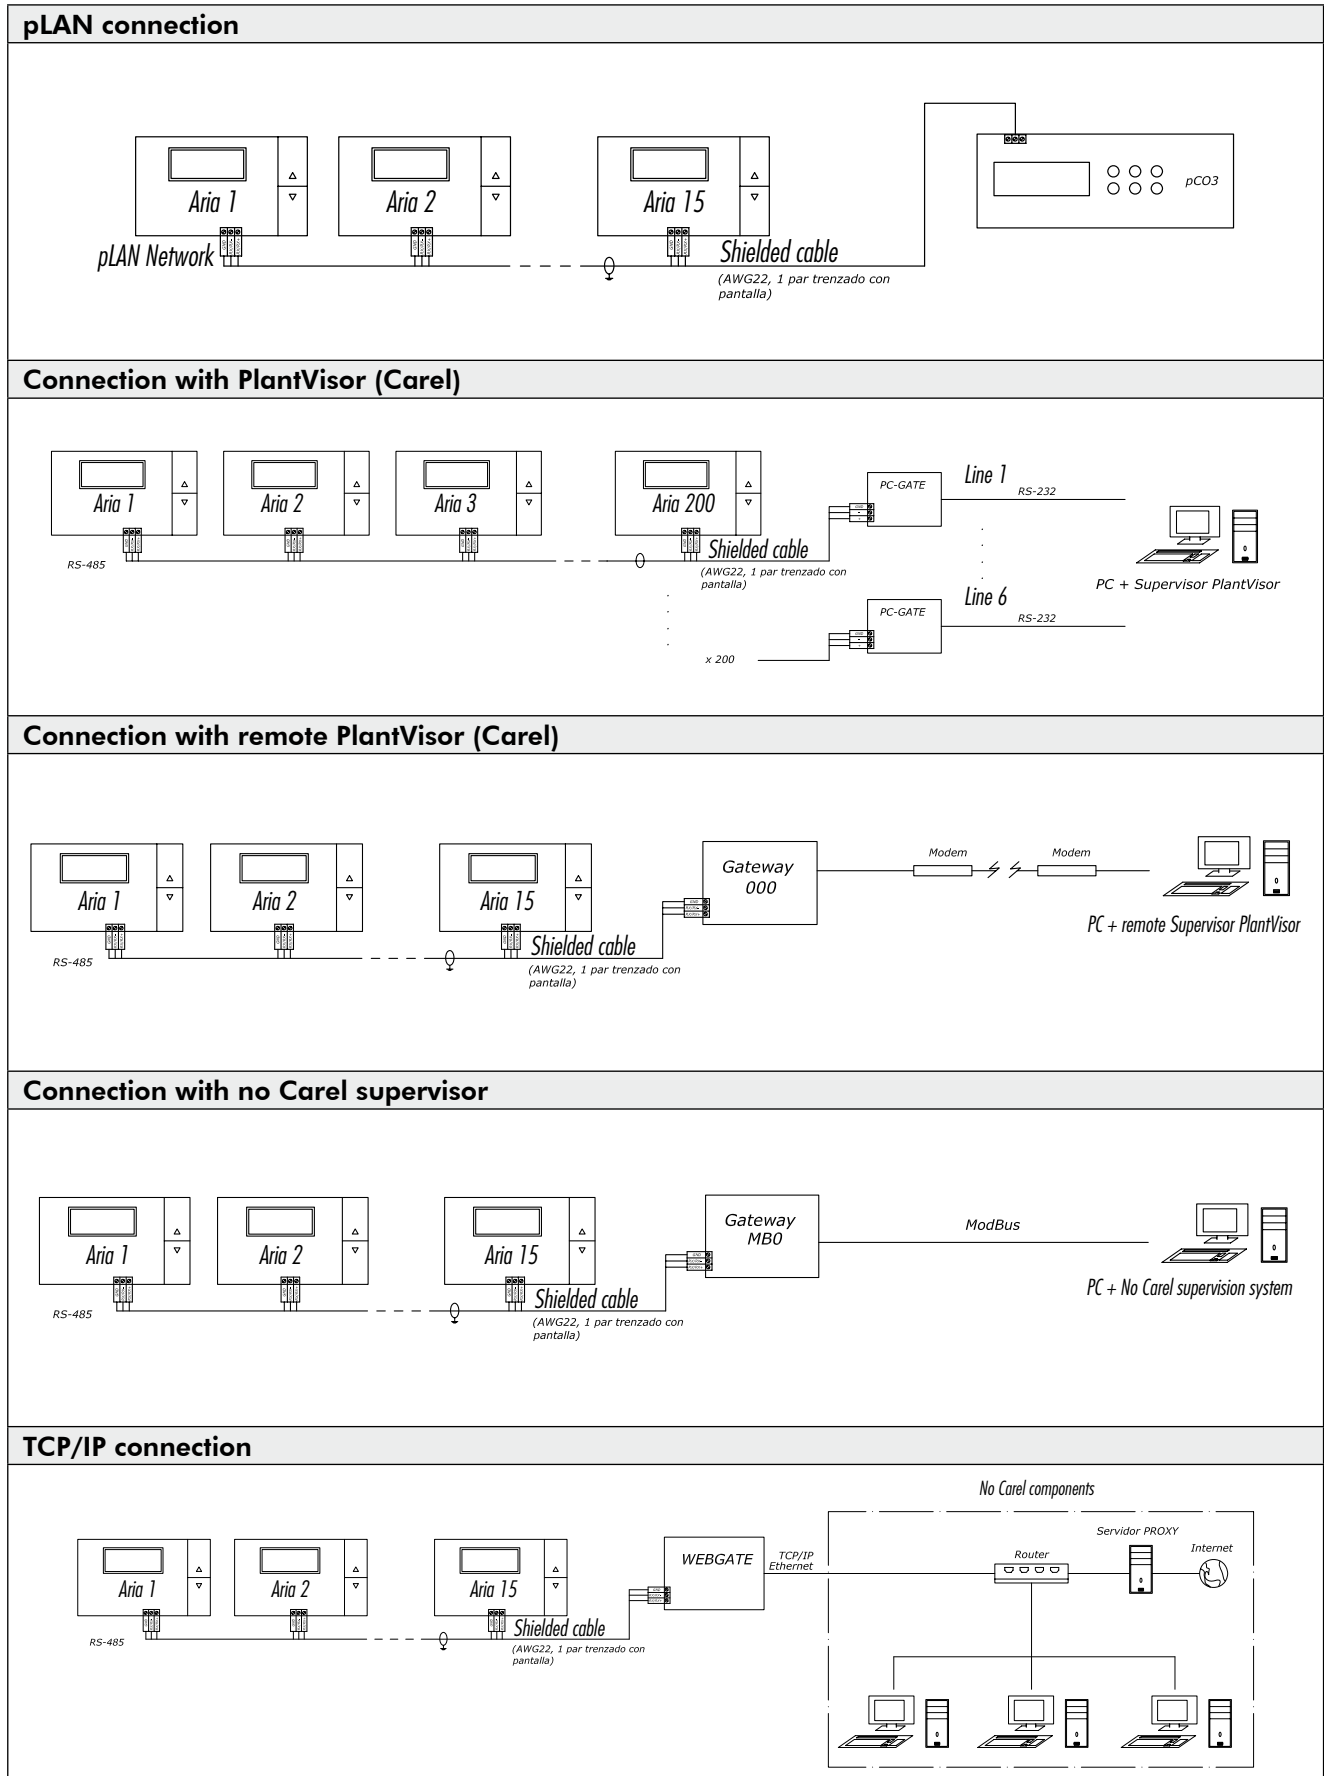 pLAN connection
Aria 1
Aria 2
Aria 15
pCO3
GND
pLAN Network
Shielded cable
(AWG22, 1 par trenzado con
pantalla)
Connection with PlantVisor (Carel)
Aria 1
Aria 2
Aria 3
Aria 200
PC-GATE
Line 1
RS-232
GND
-
+
RS-485
Shielded cable
(AWG22, 1 par trenzado con
pantalla)
PC + Supervisor PlantVisor
PC-GATE
Line 6
RS-232
GND
-
+
x 200
Connection with remote PlantVisor (Carel)
Aria 1
Aria 2
Aria 15
Gateway
000
Modem
Modem
GND
PC + remote Supervisor PlantVisor
RS-485
Shielded cable
(AWG22, 1 par trenzado con
pantalla)
Connection with no Carel supervisor
Aria 1
Aria 2
Aria 15
Gateway
MB0
ModBus
GND
PC + No Carel supervision system
RS-485
Shielded cable
(AWG22, 1 par trenzado con
pantalla)
TCP/IP connection
No Carel components
Aria 1
Aria 2
Aria 15
WEBGATE
TCP/IP
Ethernet
Router
Servidor PROXY
Internet
GND
RS-485
Shielded cable
(AWG22, 1 par trenzado con
pantalla)